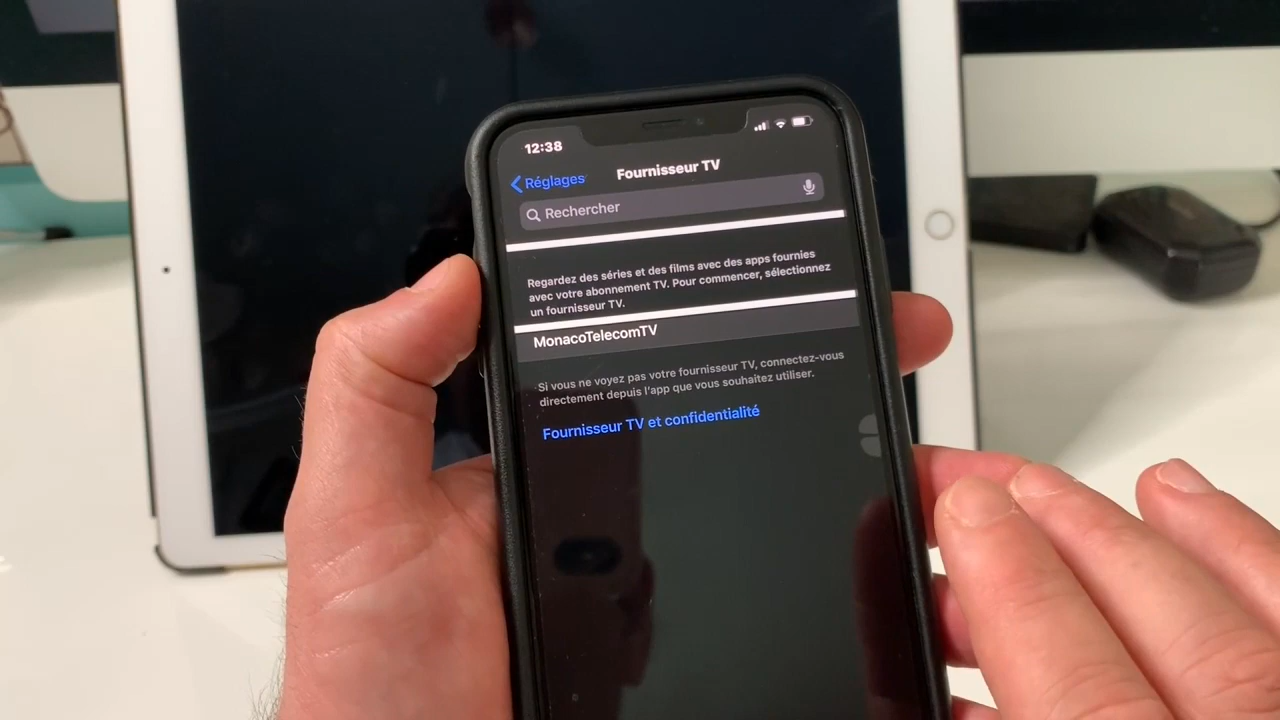 12:38
Réglages
Fournisseur TV
Rechercher
Regardez des séries et des films avec des apps fournies
avec votre abonnement TV. Pour commencer, sélectionnez
un fournisseur TV.
MonacoTelecomTV
Si vous ne voyez pas votre fournisseur TV, connectez-vous
directement depuis l'app que vous souhaitez utiliser.
Fournisseur TV et confidentialité